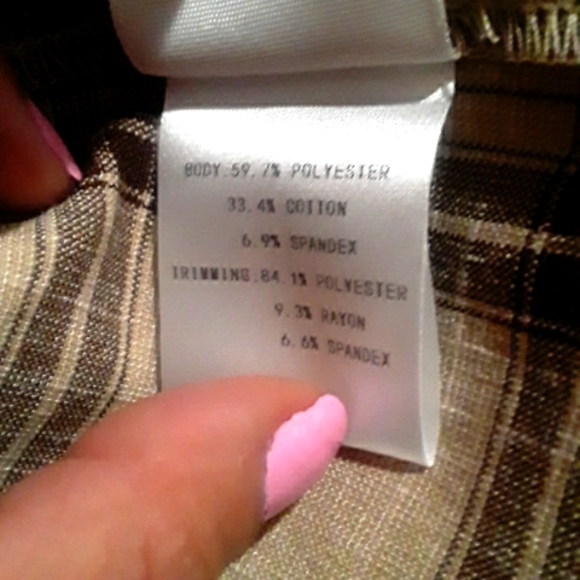 BODY:59.7% POLYESTER
33.4% COTTON
6.9% SPANDEX
TRIMMING:84.1% POLYESTER
9.3% RAYON
6.6% SPANDEX